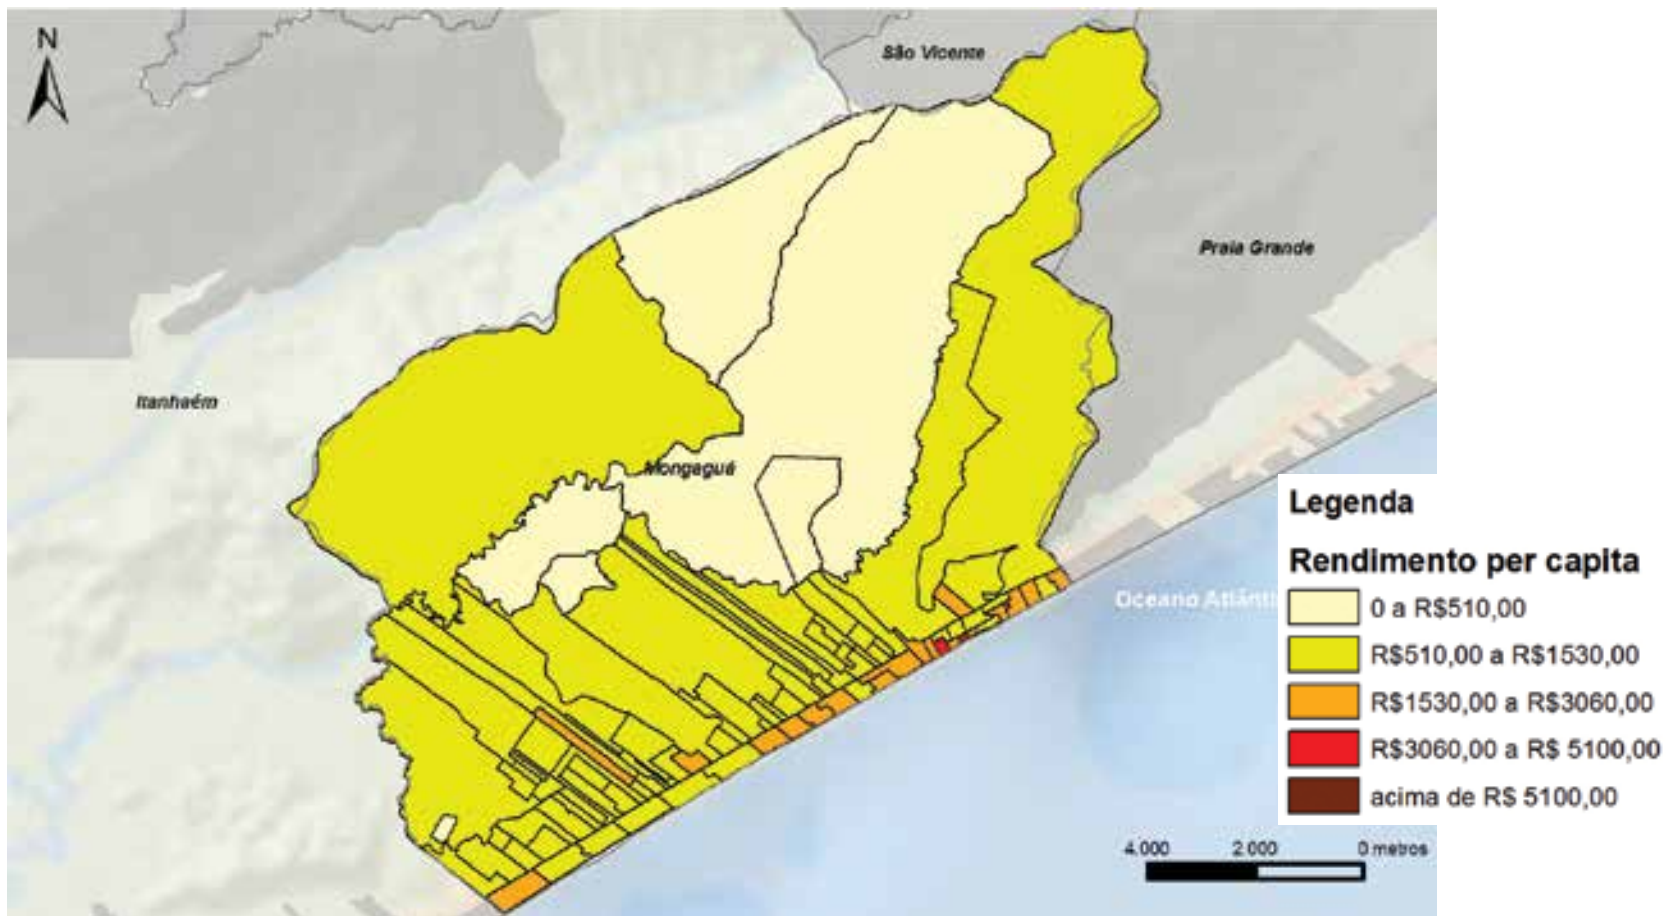 N
São Vicente
Praia Grande
Itanhaém
Mongaguá
Oceano Atlânti
Legenda
Rendimento per capita
0 a R$510,00
R$510,00 a R$1530,00
R$1530,00 a R$3060,00
R$3060,00 a R$ 5100,00
acima de R$ 5100,00
4.000 2.000 0 metros